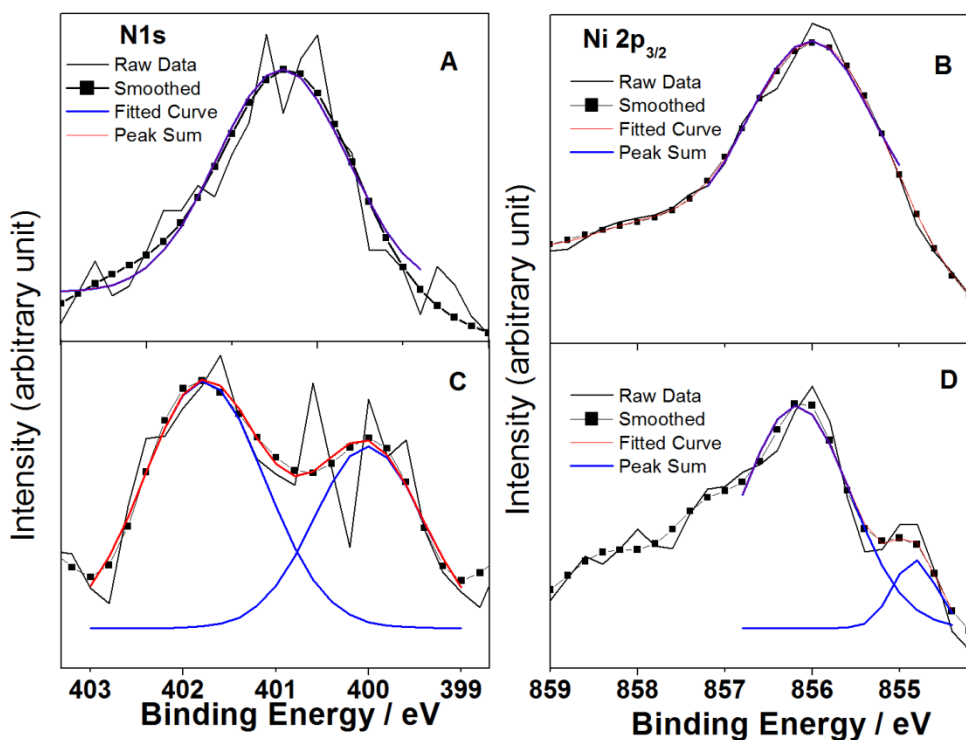 N1s
A
Raw Data
Smoothed
Fitted Curve
Peak Sum
Ni 2p3/2
B
Raw Data
Smoothed
Fitted Curve
Peak Sum
C
D
Raw Data
Smoothed
Fitted Curve
Peak Sum
Intensity (arbitrary unit)
Intensity (arbitrary unit)
403 402 401 400 399
859 858 857 856 855
Binding Energy / eV
Binding Energy / eV